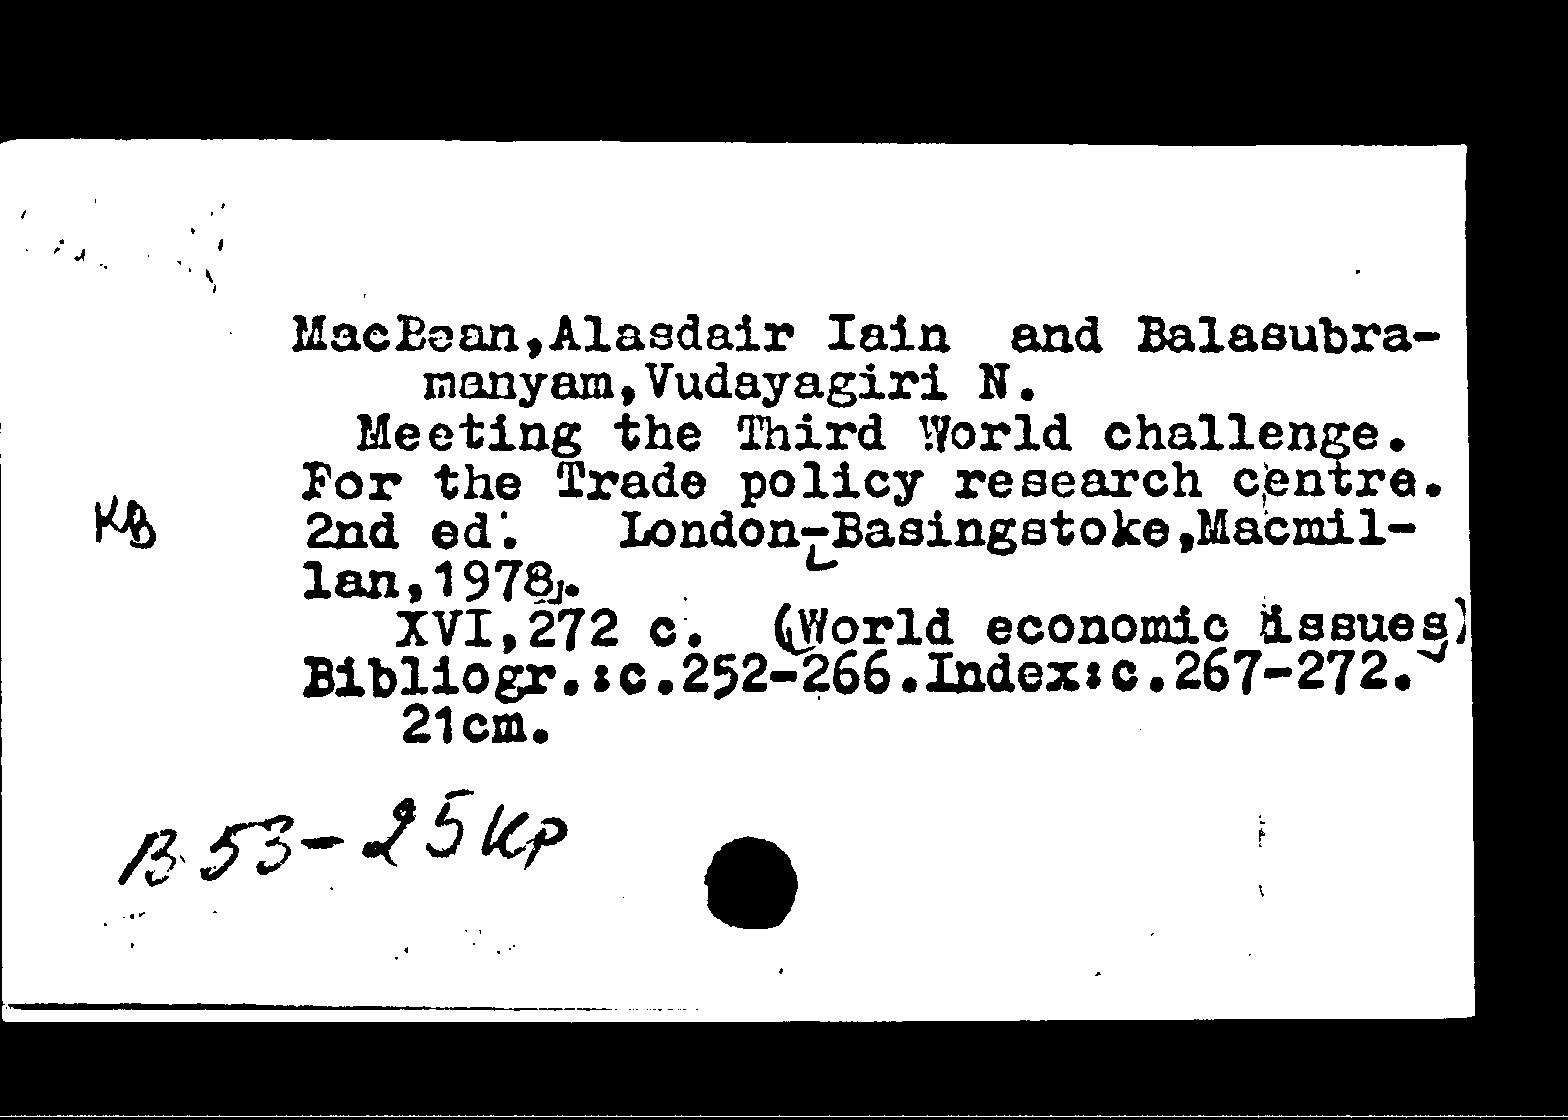 MacBean,Alasdair Iain and Balasubra-
manyam,Vudayagiri N.
Meeting the Third World challenge.
For the Trade policy research centre.
КВ
2nd ed. London-Basingstoke,Macmil-
lan,1978.
XVI,272 c. (World economic issues)
Bibliogr.:c.252-266.Index:c.267-272.
21cm.
В 53-25 кр